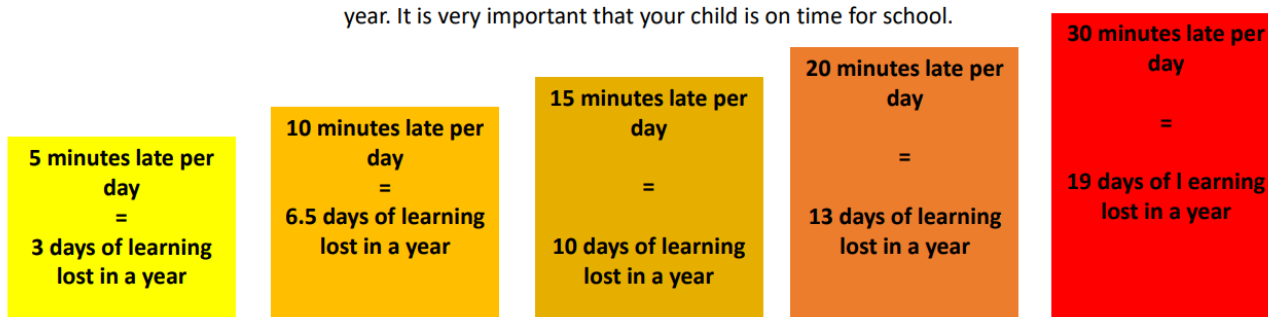 year. It is very important that your child is on time for school.
5 minutes late per
day
=
3 days of learning
lost in a year
10 minutes late per
day
=
6.5 days of learning
lost in a year
15 minutes late per
day
=
10 days of learning
lost in a year
20 minutes late per
day
=
13 days of learning
lost in a year
30 minutes late per
day
=
19 days of l earning
lost in a year